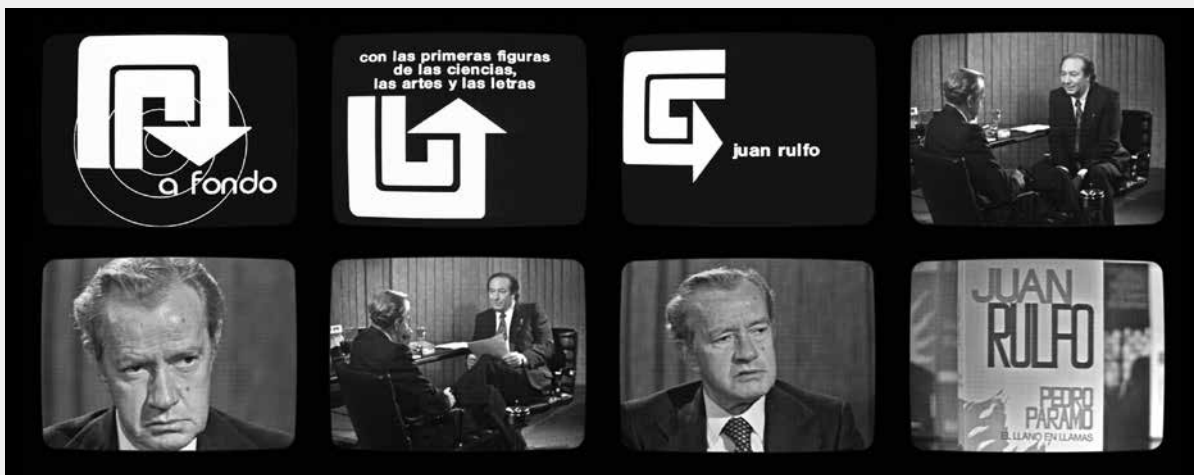 a fondo
con las primeras figuras
de las ciencias,
las artes y las letras
juan rulfo
JUAN
RULFO
PEDRO
PARAMO
EL LLANO EN LLAMAS